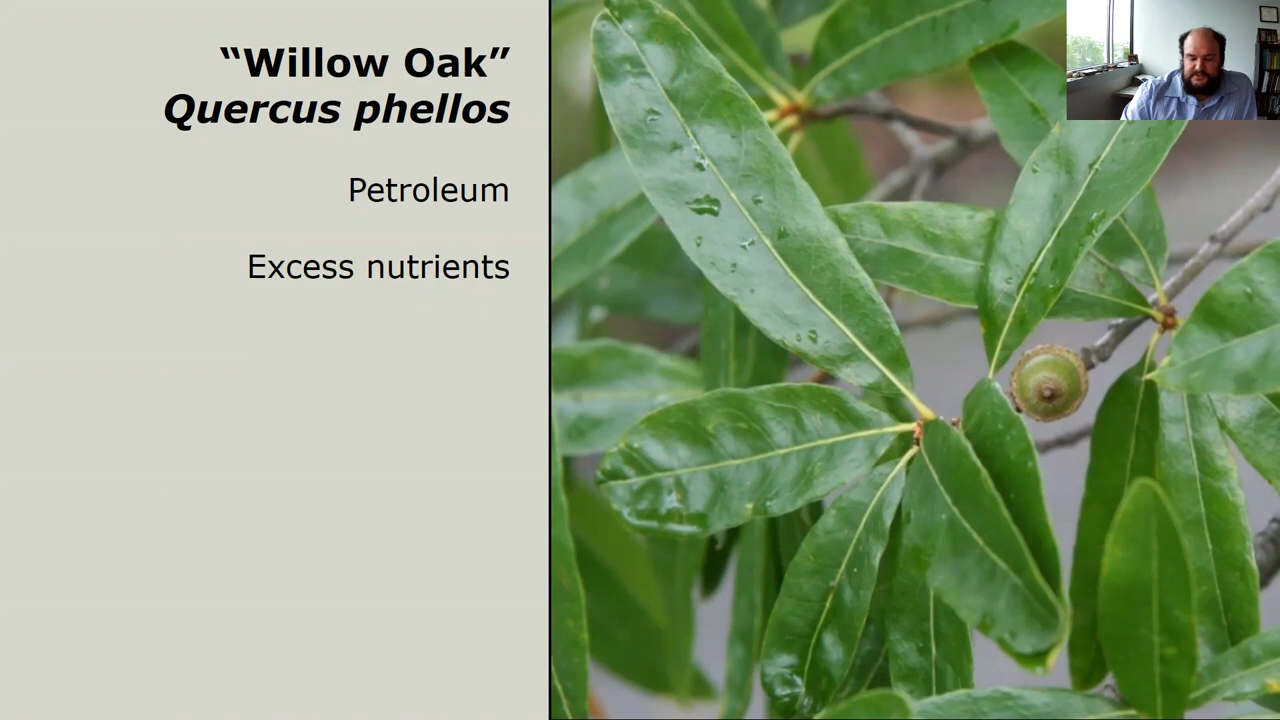 “Willow Oak”
Quercus phellos
Petroleum
Excess nutrients